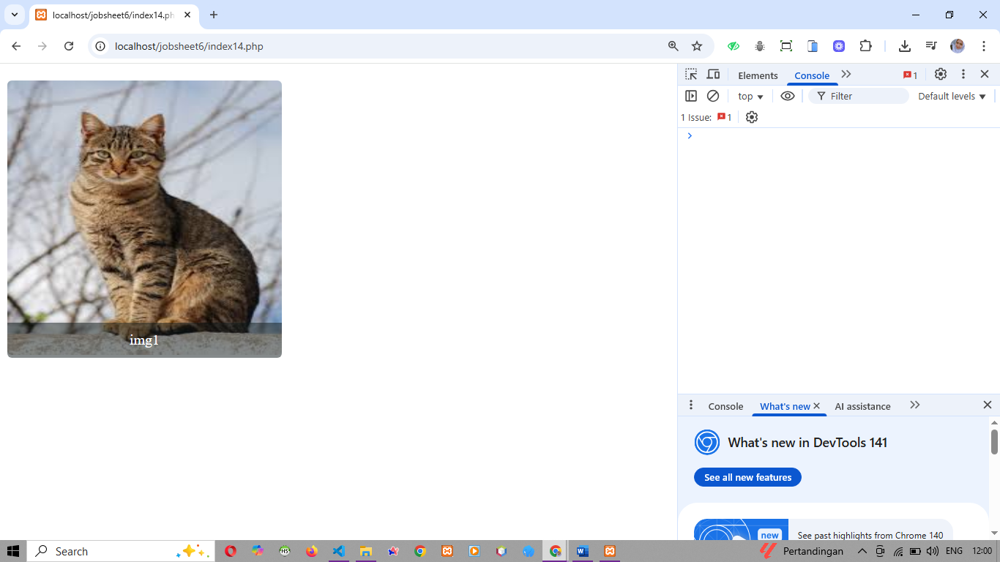 localhost/jobsheet6/index14.ph
localhost/jobsheet6/index14.php
Elements
Console
1
top
Filter
Default levels
1 Issue:
1
img1
Console
What's new
AI assistance
What's new in DevTools 141
See all new features
new
See past highlights from Chrome 140
Search
HS
Pertandingan
ENG
12:00